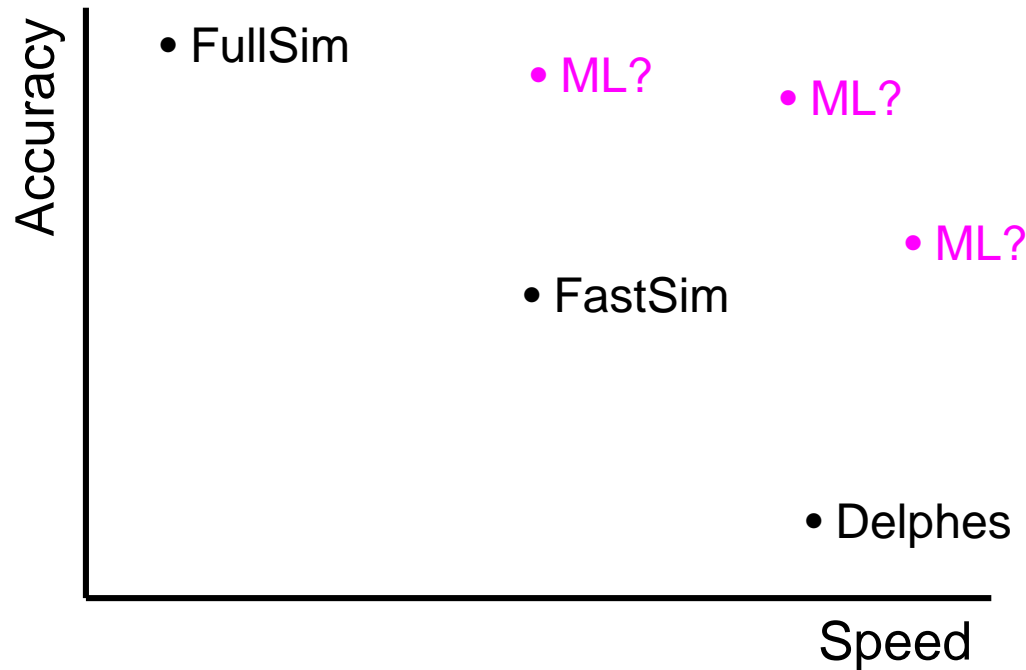 Accuracy
• FullSim
• ML?
• ML?
• ML?
• FastSim
• Delphes
Speed